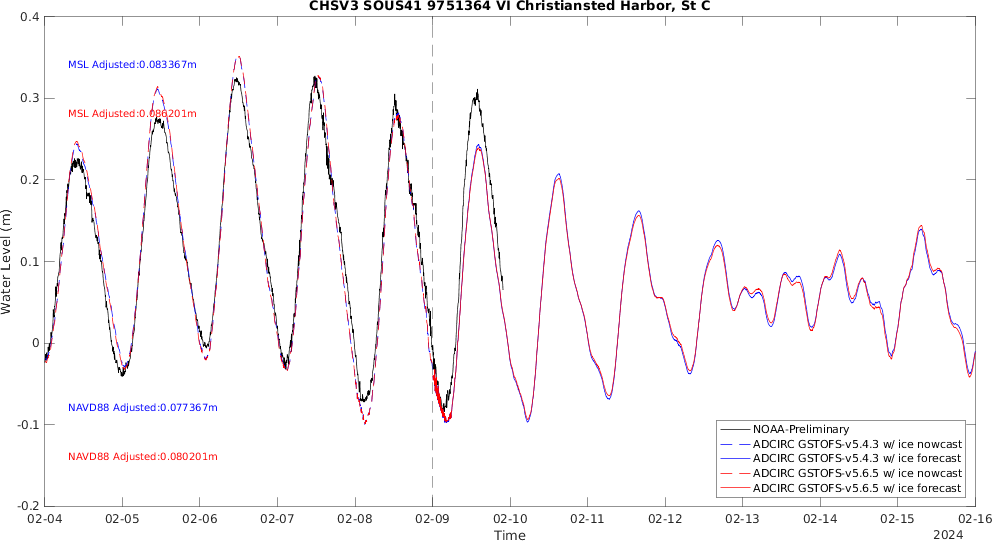 CHSV3 SOUS41 9751364 VI Christiansted Harbor, St C
0.4
0.3
0.2
0.1
0
-0.1
-0.2
Water Level (m)
MSL Adjusted:0.083367m
MSL Adjusted:0.086201m
NAVD88 Adjusted:0.077367m
NAVD88 Adjusted:0.080201m
NOAA-Preliminary
ADCIRC GSTOFS-v5.4.3 w/ ice nowcast
ADCIRC GSTOFS-v5.4.3 w/ ice forecast
ADCIRC GSTOFS-v5.6.5 w/ ice nowcast
ADCIRC GSTOFS-v5.6.5 w/ ice forecast
02-04 02-05 02-06 02-07 02-08 02-09 02-10 02-11 02-12 02-13 02-14 02-15 02-16
Time
2024